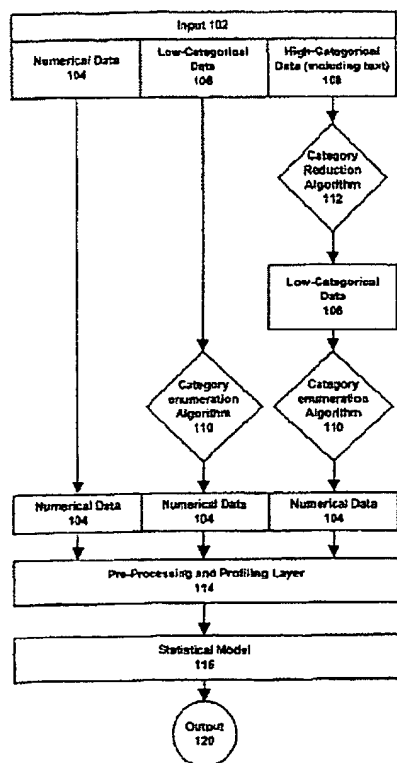 Input 102
Numerical Data
104
Low-Categorical
Data
106
High-Categorical
Data (including text)
108
Category
Reduction
Algorithm
112
Low-Categorical
Data
106
Category
enumeration
Algorithm
110
Category
enumeration
Algorithm
110
Numerical Data
104
Numerical Data
104
Numerical Data
104
Pre-Processing and Profiling Layer
114
Statistical Model
116
Output
120